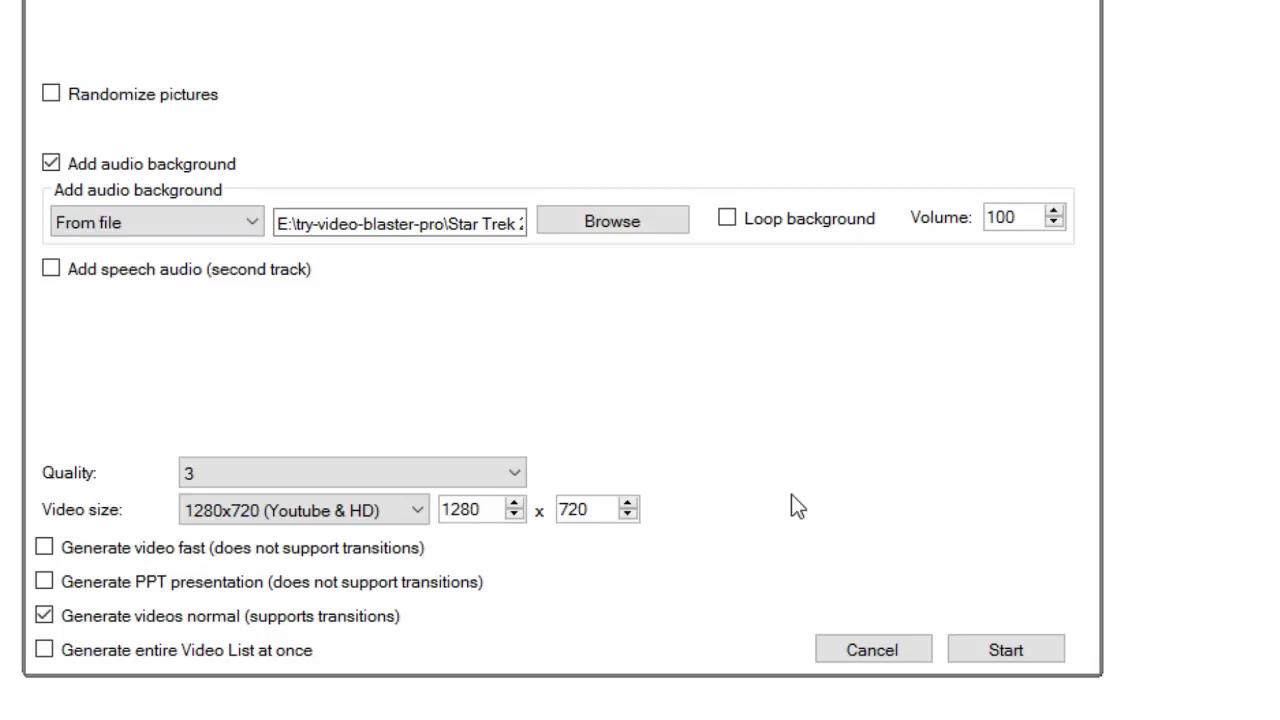 Randomize pictures
Add audio background
Add audio background
From file E:\try-video-blaster-pro\Star Trek Browse Loop background Volume: 100
Add speech audio (second track)
Quality: 3
Video size: 1280x720 (Youtube & HD) 1280 x 720
Generate video fast (does not support transitions)
Generate PPT presentation (does not support transitions)
Generate videos normal (supports transitions)
Generate entire Video List at once
Cancel Start